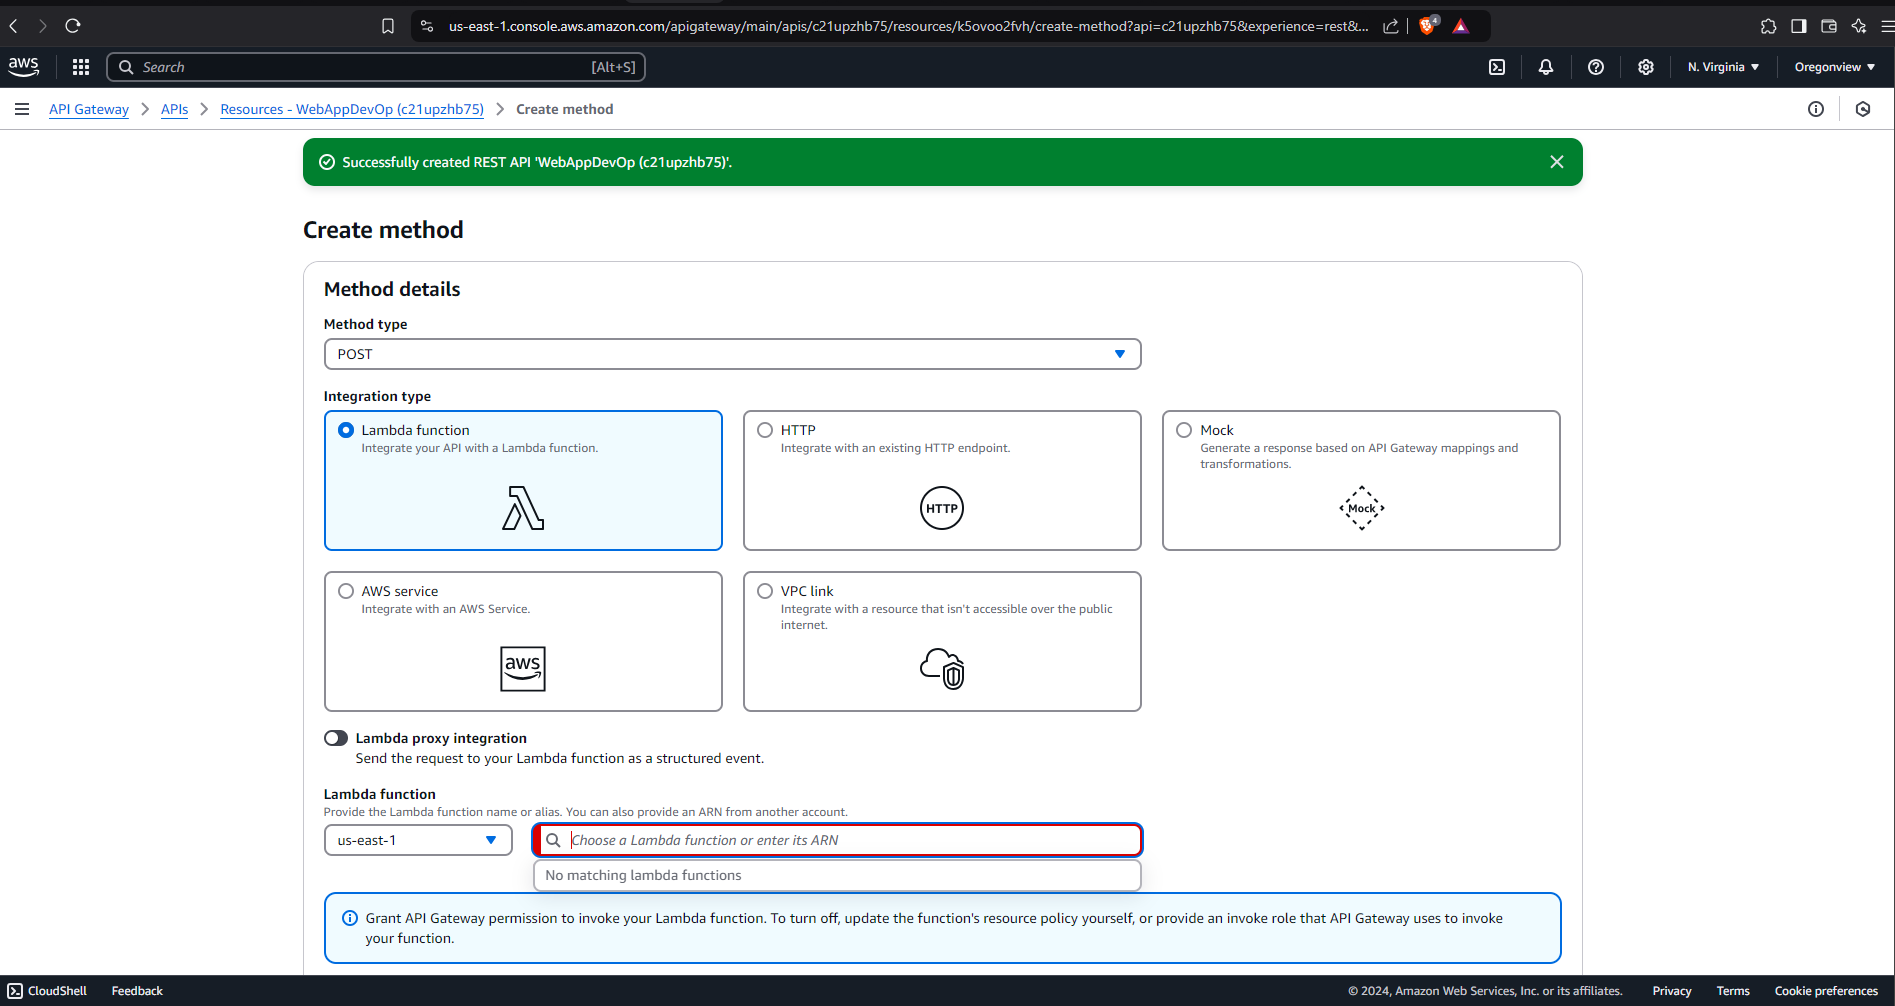 us-east-1.console.aws.amazon.com/apigateway/main/apis/c21upzhb75/resources/k5ovoo2fvh/create-method?api=c21upzhb75&experience=rest&...
4
aws
Search
[Alt+S]
N. Virginia
Oregonview
API Gateway
APIs
Resources - WebAppDevOp (c21upzhb75)
Create method
Successfully created REST API 'WebAppDevOp (c21upzhb75)'.
Create method
Method details
Method type
POST
Integration type
Lambda function
Integrate your API with a Lambda function.
HTTP
Integrate with an existing HTTP endpoint.
HTTP
Mock
Generate a response based on API Gateway mappings and
transformations.
Mock
AWS service
Integrate with an AWS Service.
aws
VPC link
Integrate with a resource that isn't accessible over the public
internet.
Lambda proxy integration
Send the request to your Lambda function as a structured event.
Lambda function
Provide the Lambda function name or alias. You can also provide an ARN from another account.
us-east-1
Choose a Lambda function or enter its ARN
No matching lambda functions
Grant API Gateway permission to invoke your Lambda function. To turn off, update the function's resource policy yourself, or provide an invoke role that API Gateway uses to invoke
your function.
CloudShell
Feedback
© 2024, Amazon Web Services, Inc. or its affiliates.
Privacy
Terms
Cookie preferences